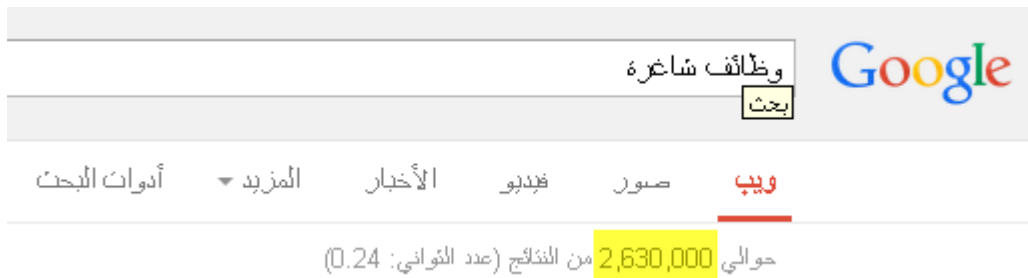 Google
وظائف شاغرة
بحث
ويب صور فيديو الأخبار المزيد أدوات البحث
حوالي 2,630,000 من النتائج (عدد الثواني: 0.24)